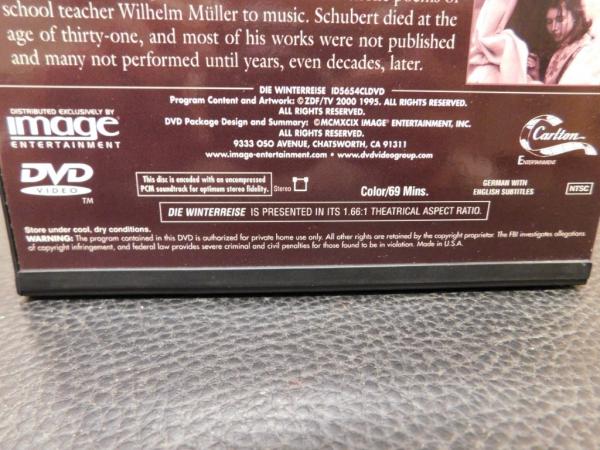 poems of
school teacher Wilhelm Müller to music. Schubert died at the
age of thirty-one, and most of his works were not published
and many not performed until years, even decades, later.
DIE WINTERREISE ID5654CLDVD
Program Content and Artwork: ©ZDF/TV 2000 1995. ALL RIGHTS RESERVED.
ALL RIGHTS RESERVED.
DVD Package Design and Summary: ©MCMXCIX IMAGE® ENTERTAINMENT, INC.
ALL RIGHTS RESERVED.
9333 OSO AVENUE, CHATSWORTH, CA 91311
www.image-entertainment.com • www.dvdvideogroup.com
DISTRIBUTED EXCLUSIVELY BY
image
ENTERTAINMENT
Carlton
ENTERTAINMENT
DVD
VIDEO
TM
This disc is encoded with an uncompressed
PCM soundtrack for optimum stereo fidelity.
Stereo
Color/69 Mins.
GERMAN WITH
ENGLISH SUBTITLES
NTSC
DIE WINTERREISE IS PRESENTED IN ITS 1.66:1 THEATRICAL ASPECT RATIO.
Store under cool, dry conditions.
WARNING: The program contained in this DVD is authorized for private home use only. All other rights are retained by the copyright proprietor. The FBI investigates allegations
of copyright infringement, and federal law provides severe criminal and civil penalties for those found to be in violation. Made in U.S.A.